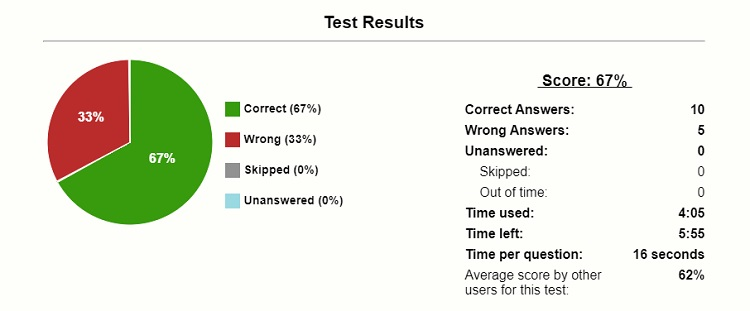 Test Results
33%
67%
Correct (67%)
Wrong (33%)
Skipped (0%)
Unanswered (0%)
Score: 67%
Correct Answers: 10
Wrong Answers: 5
Unanswered: 0
Skipped: 0
Out of time: 0
Time used: 4:05
Time left: 5:55
Time per question: 16 seconds
Average score by other 62%
users for this test: